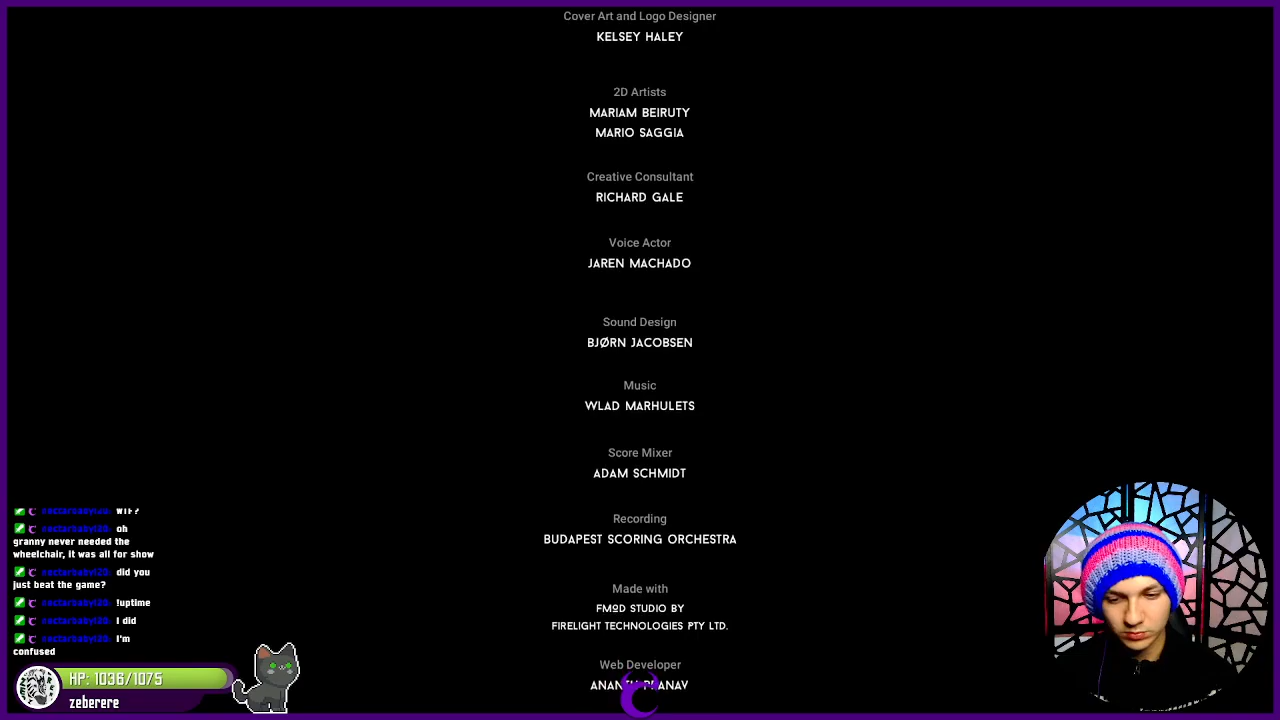 Cover Art and Logo Designer
KELSEY HALEY
2D Artists
MARIAM BEIRUTY
MARIO SAGGIA
Creative Consultant
RICHARD GALE
Voice Actor
JAREN MACHADO
Sound Design
BJØRN JACOBSEN
Music
WLAD MARHULETS
Score Mixer
ADAM SCHMIDT
Recording
BUDAPEST SCORING ORCHESTRA
Made with
FMOD STUDIO BY
FIRELIGHT TECHNOLOGIES PTY LTD.
Web Developer
WTF?
oh
granny never needed the
wheelchair, it was all for show
did you
just beat the game?
!uptime
I did
I'm
confused
HP: 1036/1075
zeberere